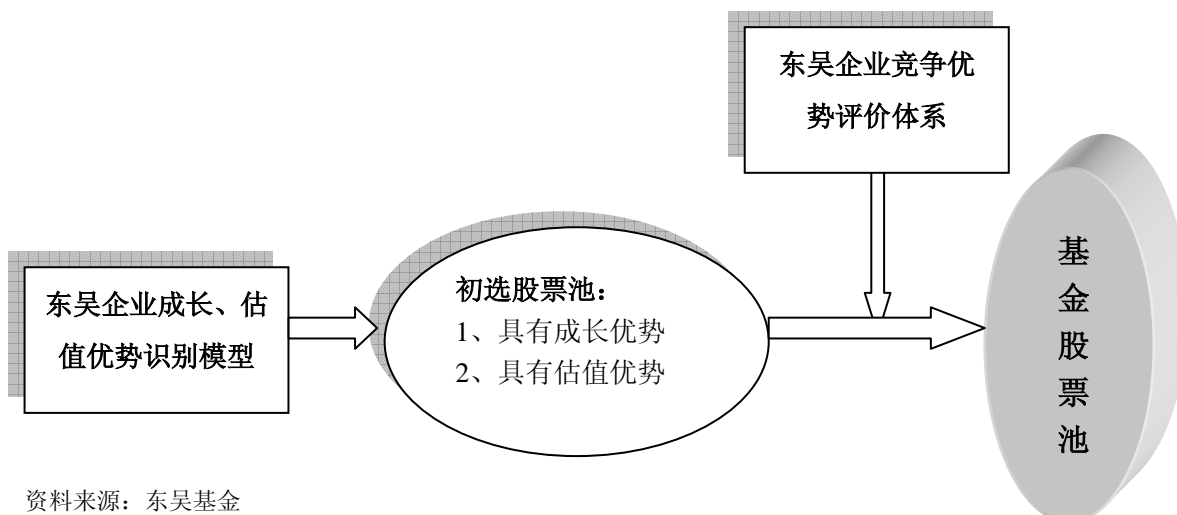 东吴企业竞争优
势评价体系
东吴企业成长、估
值优势识别模型
初选股票池：
1、具有成长优势
2、具有估值优势
基
金
股
票
池
资料来源：东吴基金